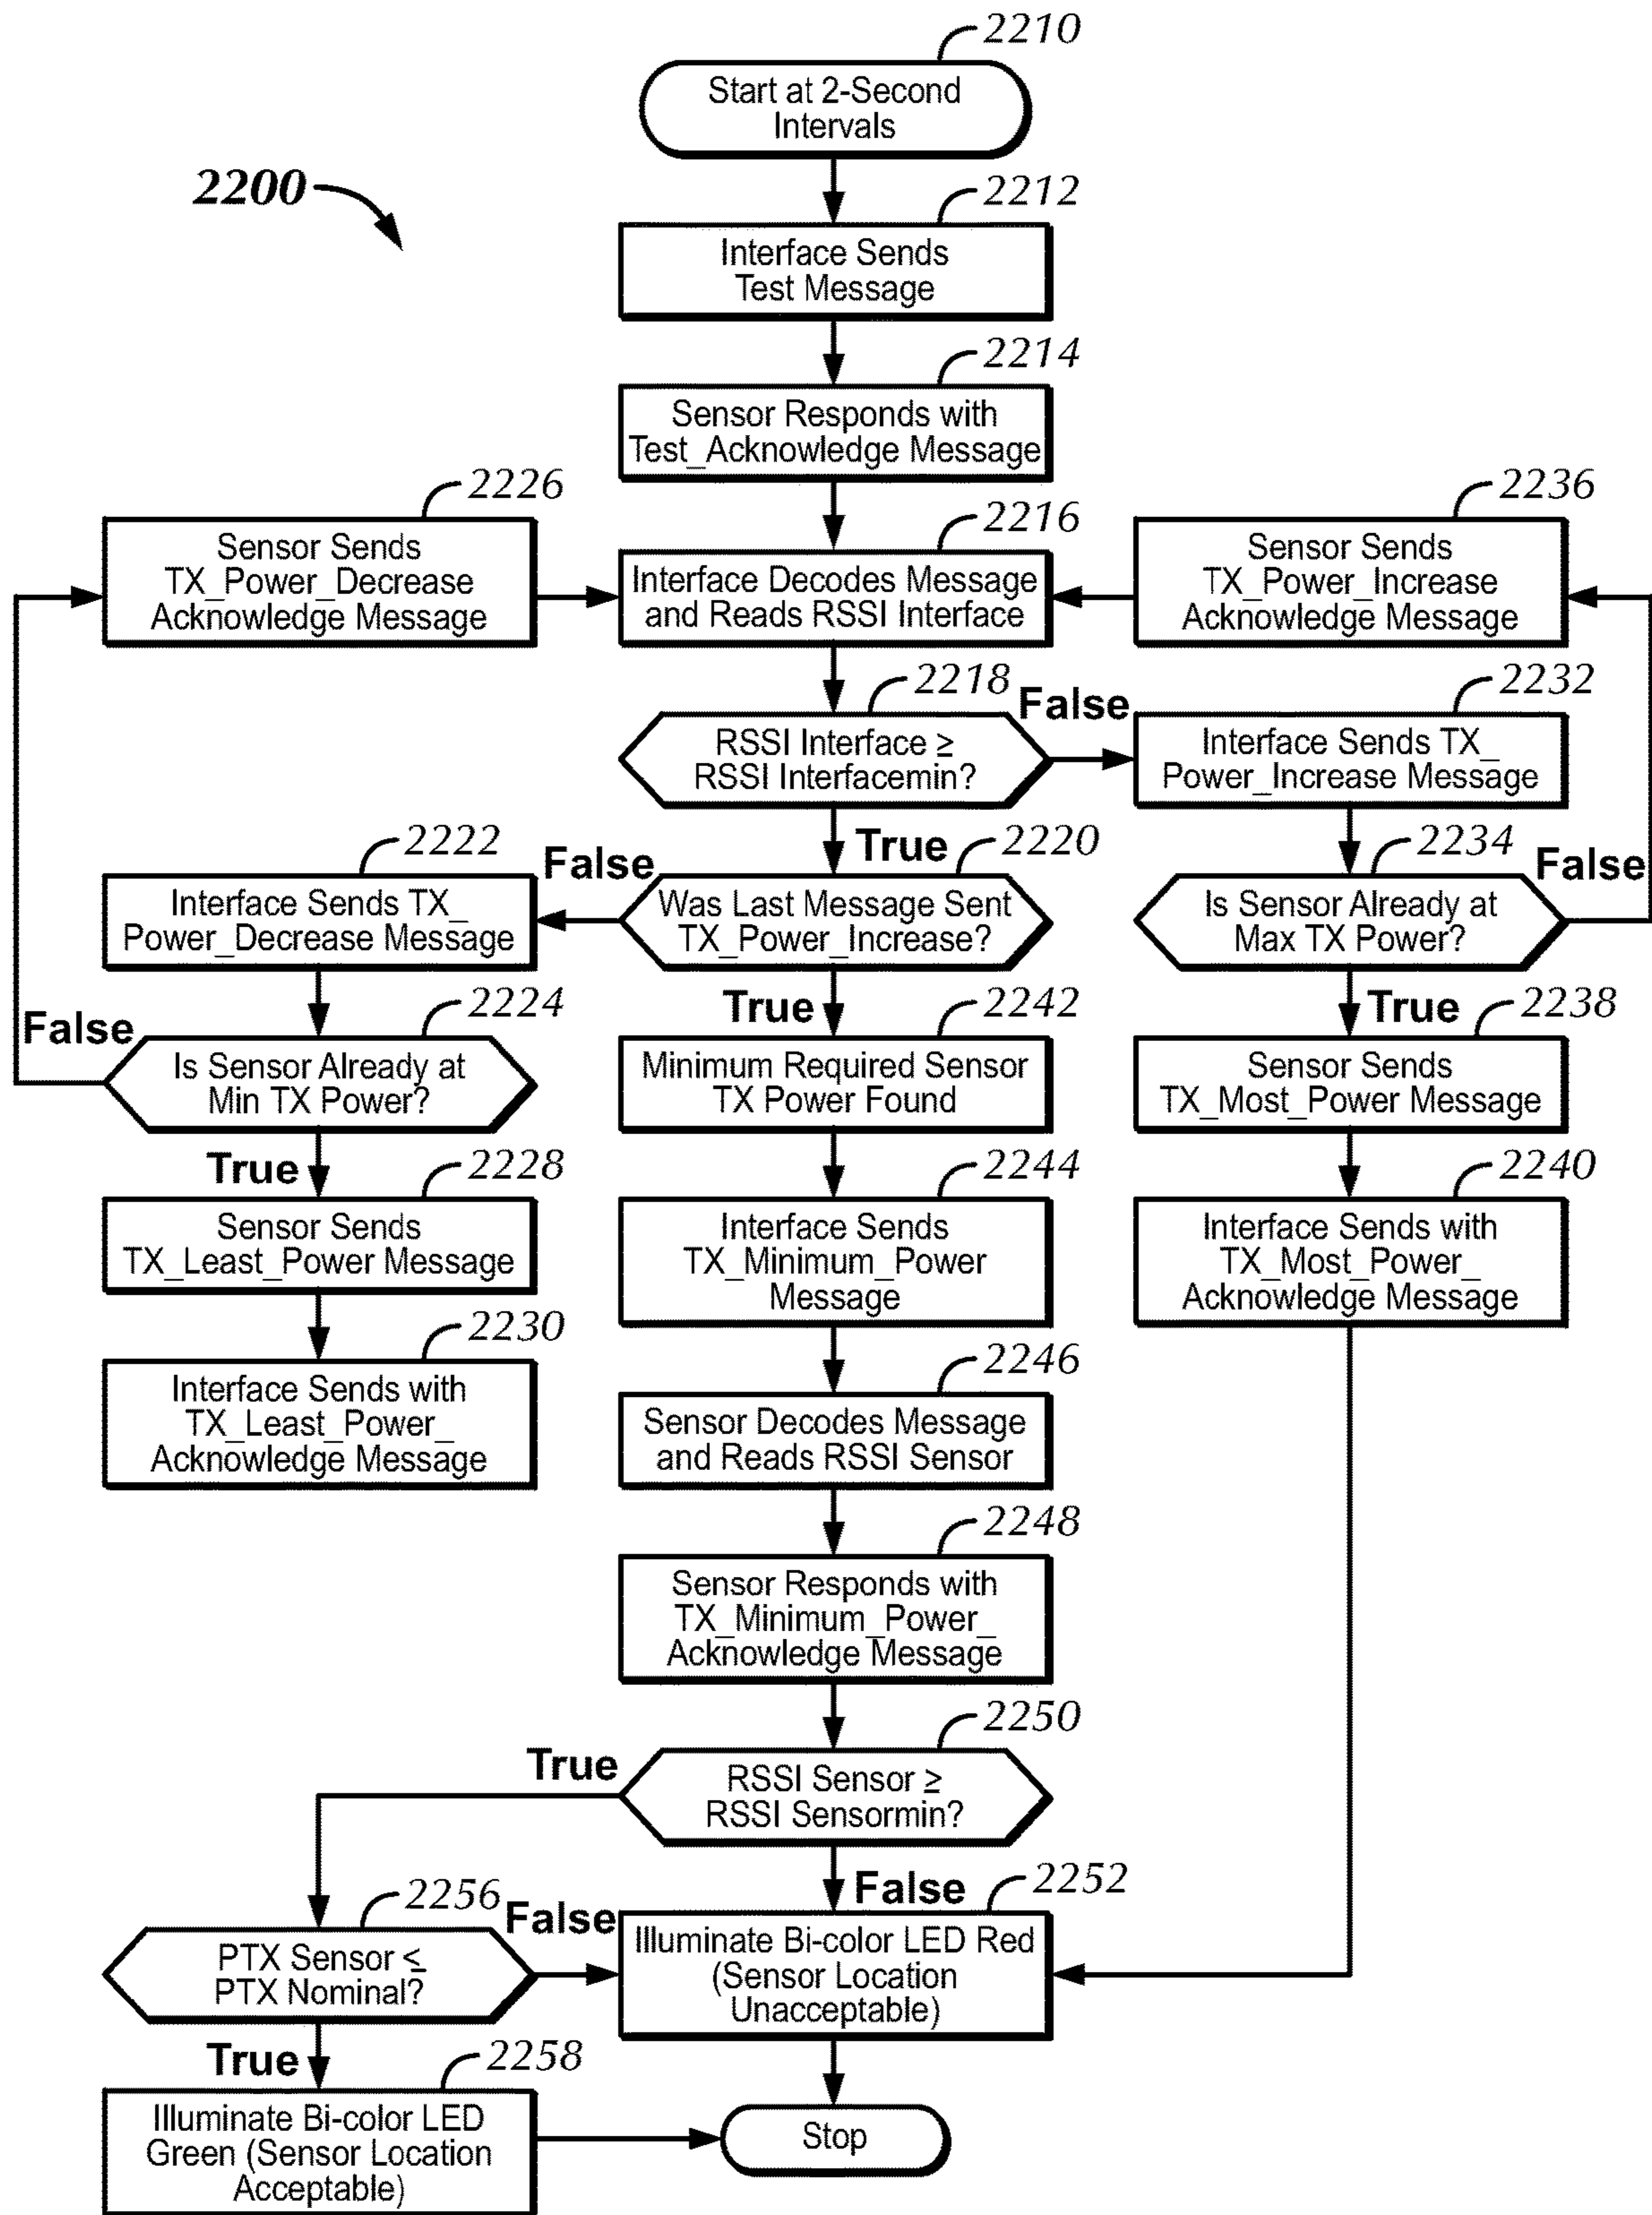 2210
Start at 2-Second
Intervals
2200
2212
Interface Sends
Test Message
2214
Sensor Responds with
Test_Acknowledge Message
2226
Sensor Sends
TX_Power_Decrease
Acknowledge Message
2216
Interface Decodes Message
and Reads RSSI Interface
2236
Sensor Sends
TX_Power_Increase
Acknowledge Message
2218
RSSI Interface ≥
RSSI Interfacemin?
False
2232
Interface Sends TX_
Power_Increase Message
True
2222
Interface Sends TX_
Power_Decrease Message
False
2220
Was Last Message Sent
TX_Power_Increase?
2234
Is Sensor Already at
Max TX Power?
False
2224
False
Is Sensor Already at
Min TX Power?
True
2242
Minimum Required Sensor
TX Power Found
True
2238
Sensor Sends
TX_Most_Power Message
True
2228
Sensor Sends
TX_Least_Power Message
2244
Interface Sends
TX_Minimum_Power
Message
2240
Interface Sends with
TX_Most_Power_
Acknowledge Message
2230
Interface Sends with
TX_Least_Power_
Acknowledge Message
2246
Sensor Decodes Message
and Reads RSSI Sensor
2248
Sensor Responds with
TX_Minimum_Power_
Acknowledge Message
2250
True
RSSI Sensor ≥
RSSI Sensormin?
False
2256
PTX Sensor ≤
PTX Nominal?
False
2252
Illuminate Bi-color LED Red
(Sensor Location
Unacceptable)
True
2258
Illuminate Bi-color LED
Green (Sensor Location
Acceptable)
Stop